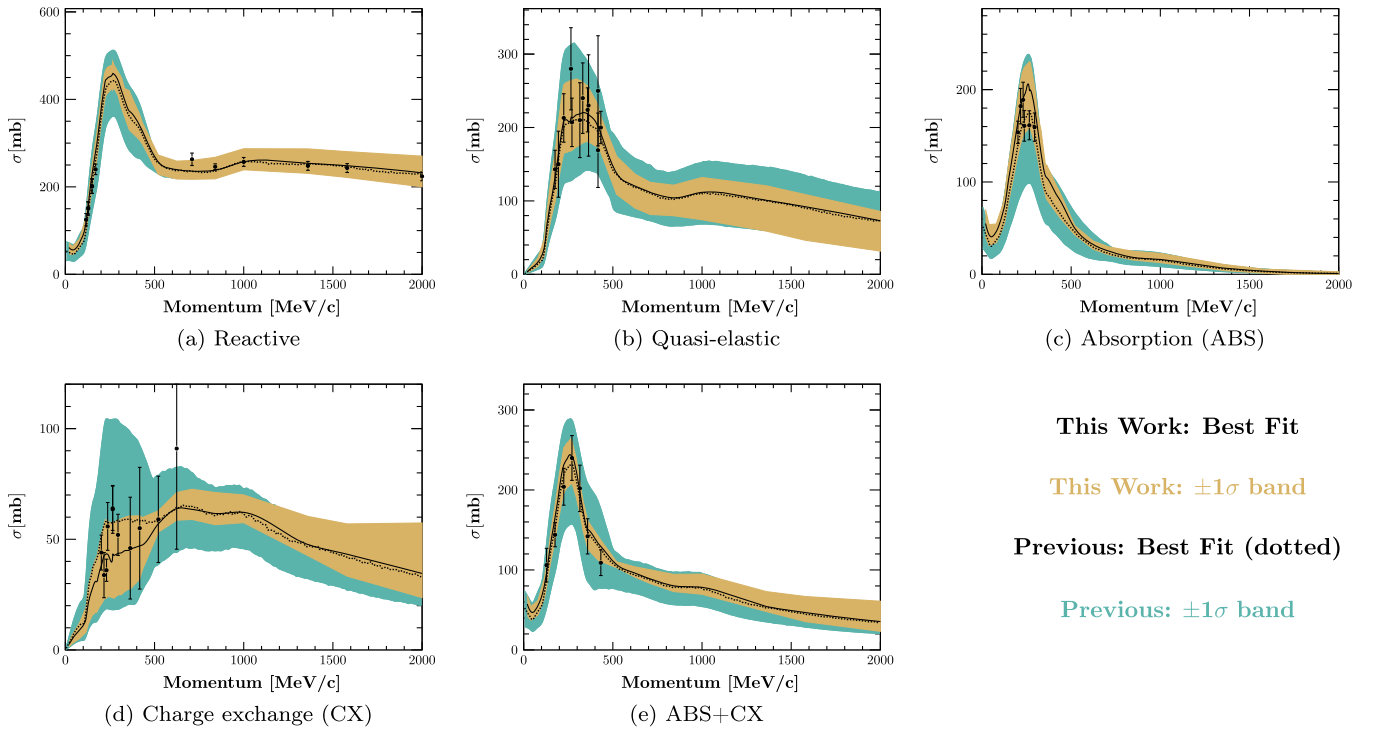 600
400
200
0
σ[mb]
0 500 1000 1500 2000
Momentum [MeV/c]
(a) Reactive
300
200
100
0
σ[mb]
0 500 1000 1500 2000
Momentum [MeV/c]
(b) Quasi-elastic
200
100
0
σ[mb]
0 500 1000 1500 2000
Momentum [MeV/c]
(c) Absorption (ABS)
100
50
0
σ[mb]
0 500 1000 1500 2000
Momentum [MeV/c]
(d) Charge exchange (CX)
300
200
100
0
σ[mb]
0 500 1000 1500 2000
Momentum [MeV/c]
(e) ABS+CX
This Work: Best Fit
This Work: ±1σ band
Previous: Best Fit (dotted)
Previous: ±1σ band